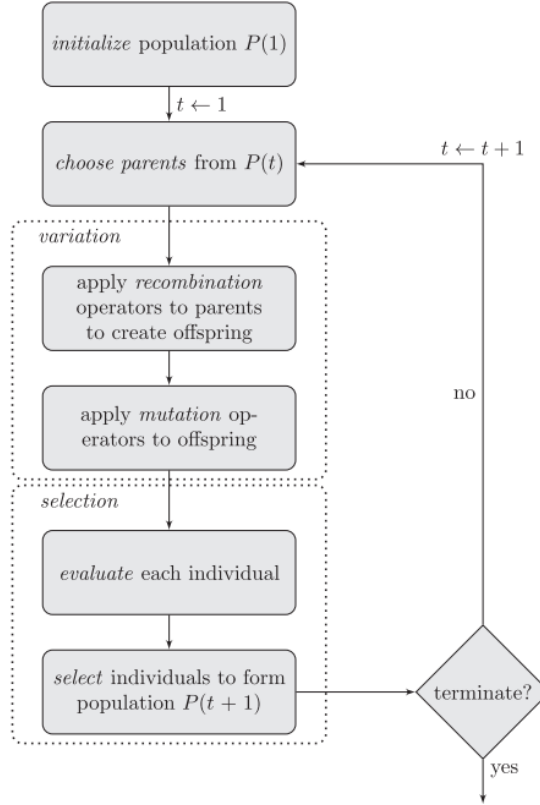 initialize population P(1)
t ← 1
t ← t + 1
choose parents from P(t)
variation
apply recombination
operators to parents
to create offspring
no
apply mutation op-
erators to offspring
selection
evaluate each individual
select individuals to form
population P(t + 1)
terminate?
yes